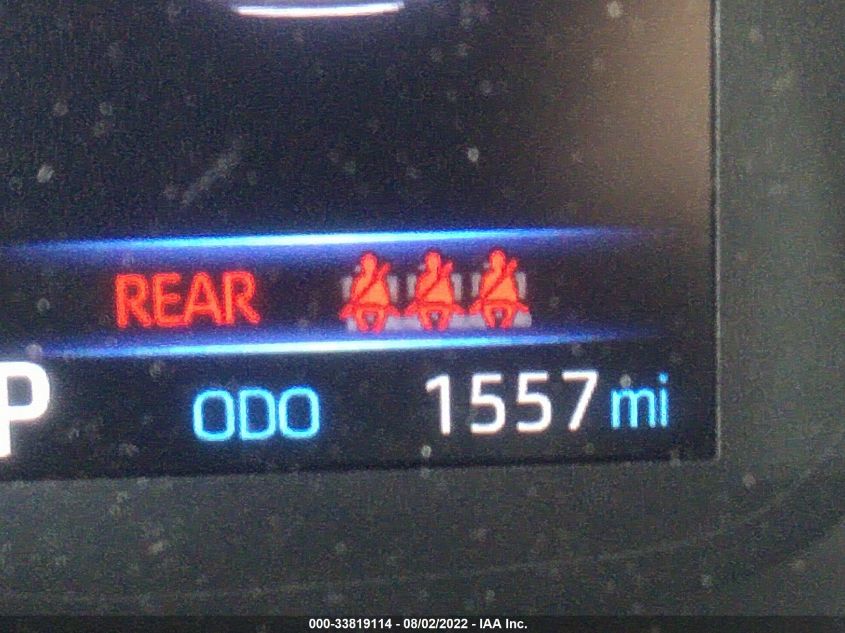 REAR
P
ODO 1557 mi
000-33819114 - 08/02/2022 - IAA Inc.